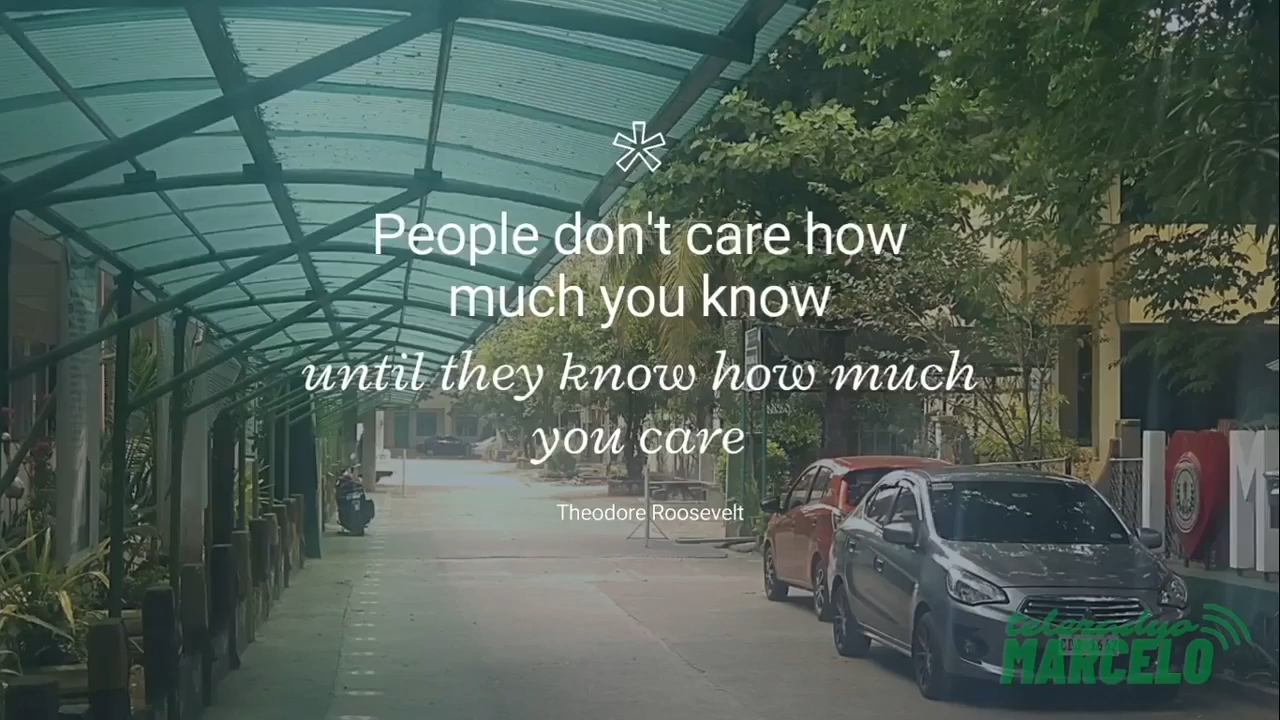 People don't care how
much you know
until they know how much
you care
Theodore Roosevelt
I M
teleradyo
MARCELO